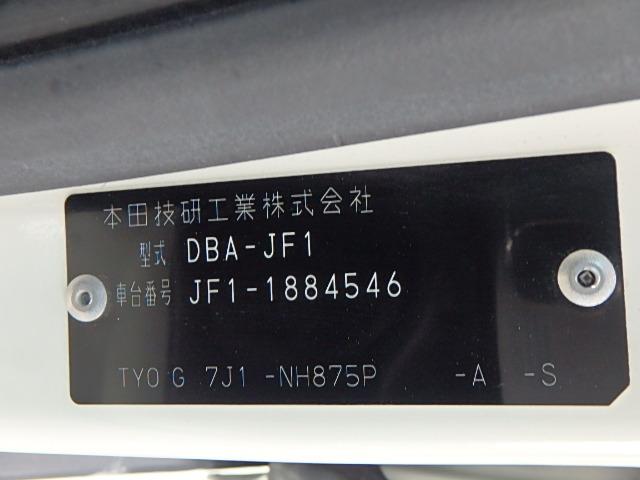 本田技研工業株式会社
型式 DBA-JF1
車台番号 JF1-1884546
TYO G 7J1 -NH875P -A -S